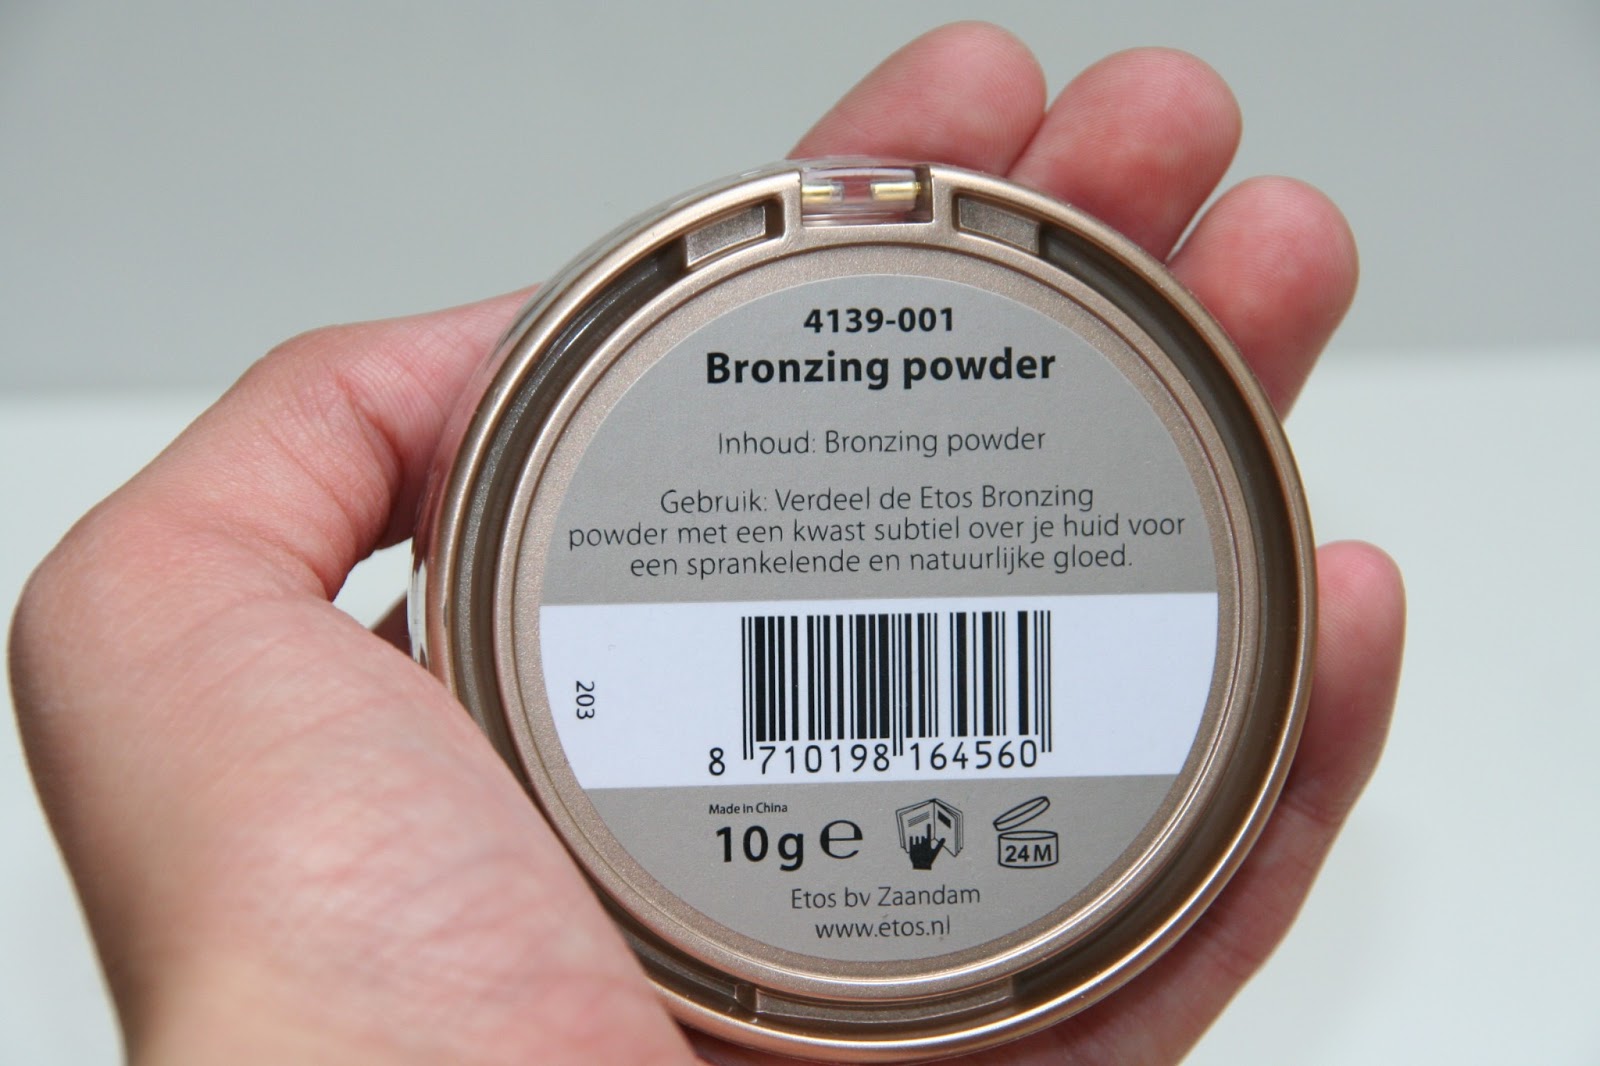 4139-001
Bronzing powder
Inhoud: Bronzing powder
Gebruik: Verdeel de Etos Bronzing
powder met een kwast subtiel over je huid voor
een sprankelende en natuurlijke gloed.
203
8 710198 164560
Made in China
10g ℮
24M
Etos bv Zaandam
www.etos.nl